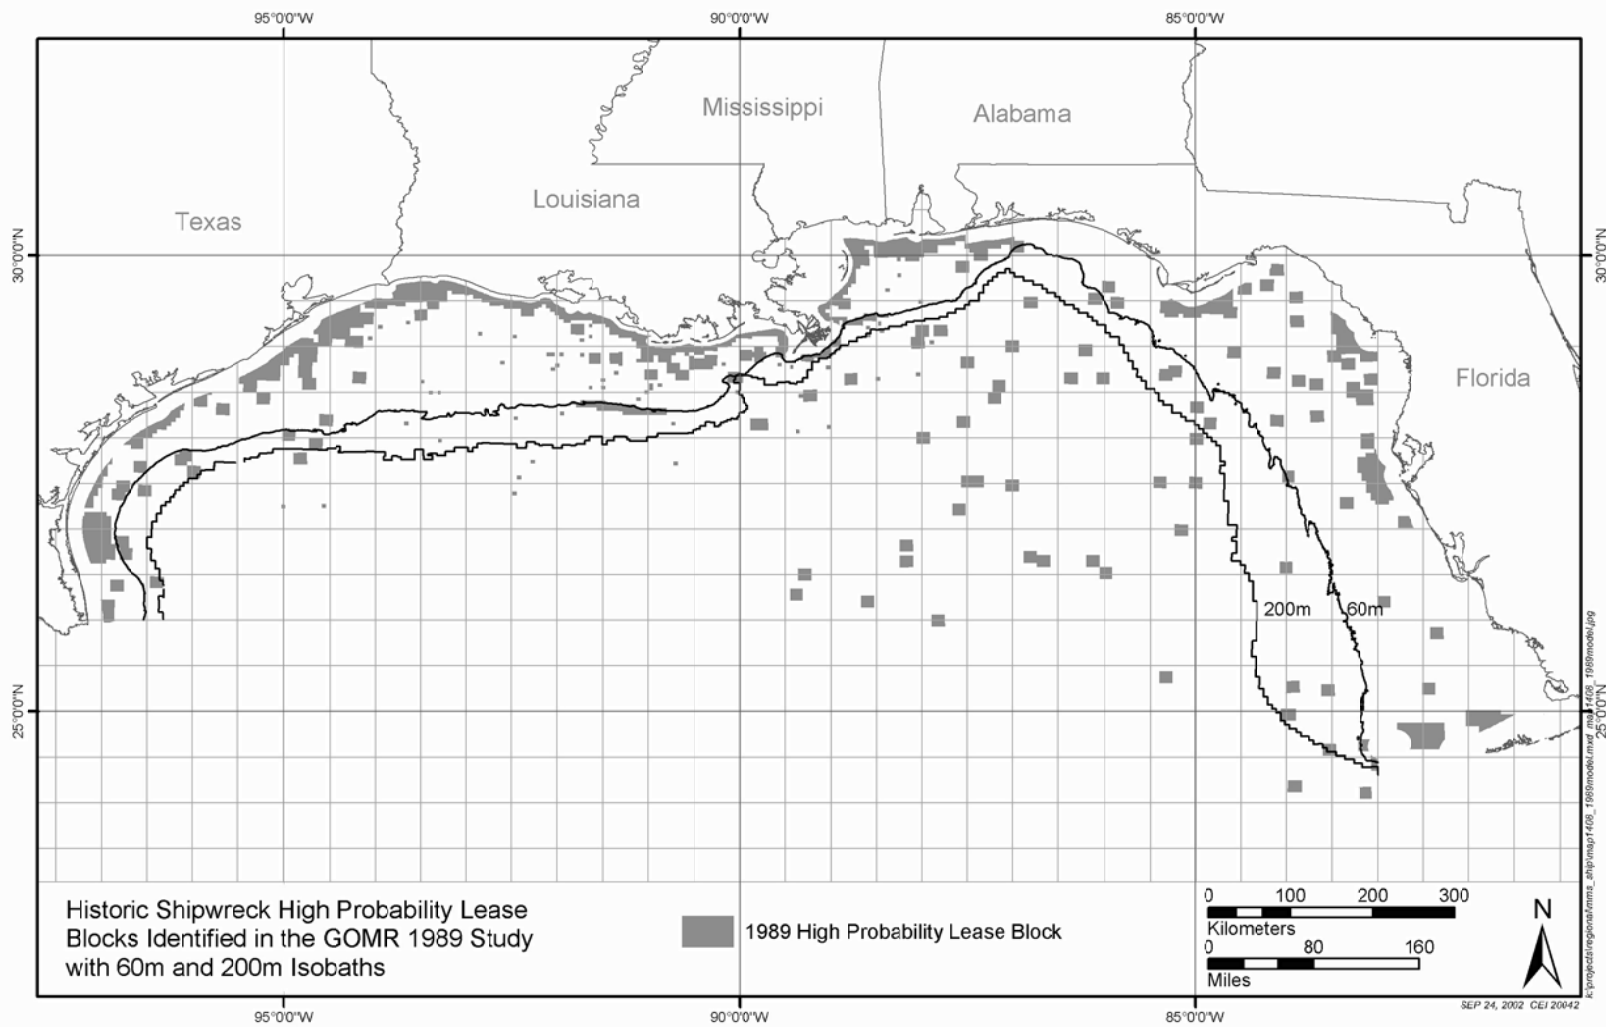 95°0'0"W 90°0'0"W 85°0'0"W
Mississippi
Alabama
Louisiana
Texas
30°0'0"N 30°0'0"N
Florida
200m 60m
25°0'0"N 25°0'0"N
Historic Shipwreck High Probability Lease
Blocks Identified in the GOMR 1989 Study
with 60m and 200m Isobaths
1989 High Probability Lease Block
0 100 200 300
Kilometers
0 80 160
Miles
N
SEP 24, 2002 CEI 20042
95°0'0"W 90°0'0"W 85°0'0"W